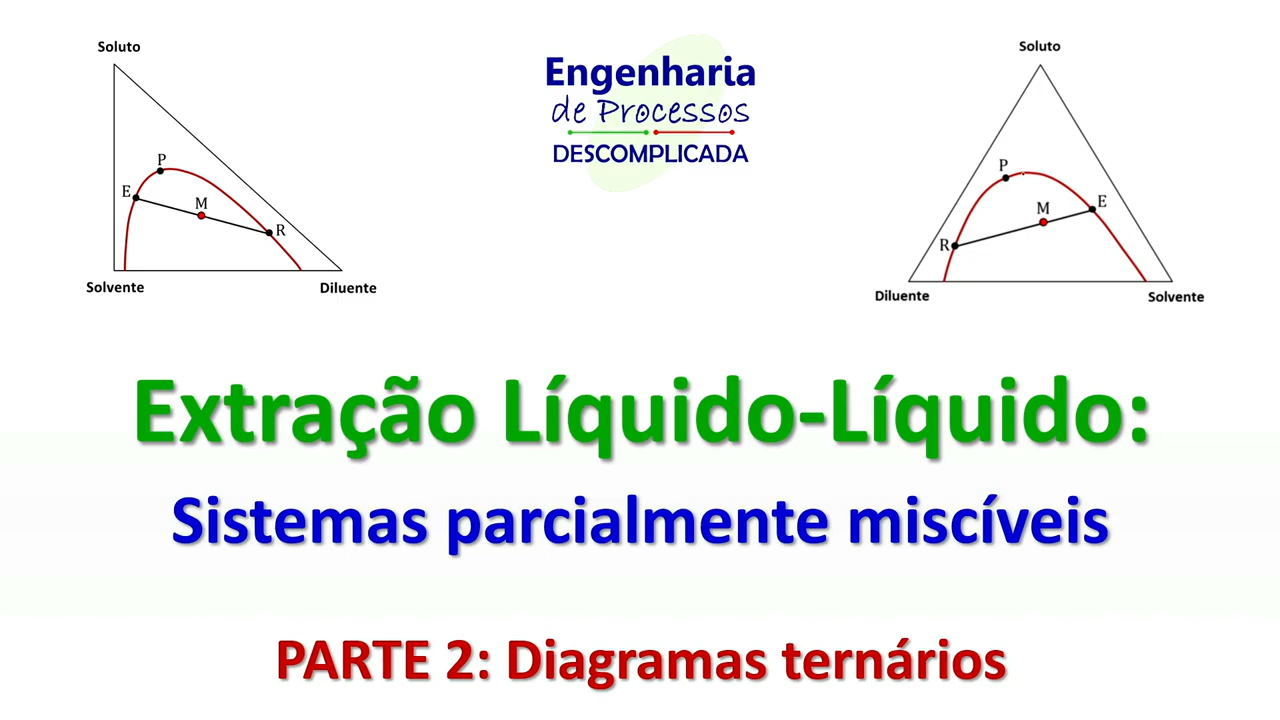 Soluto
P
E
M
R
Solvente
Diluente
Engenharia
de Processos
DESCOMPLICADA
Soluto
P
E
M
R
Diluente
Solvente
Extração Líquido-Líquido:
Sistemas parcialmente miscíveis
PARTE 2: Diagramas ternários